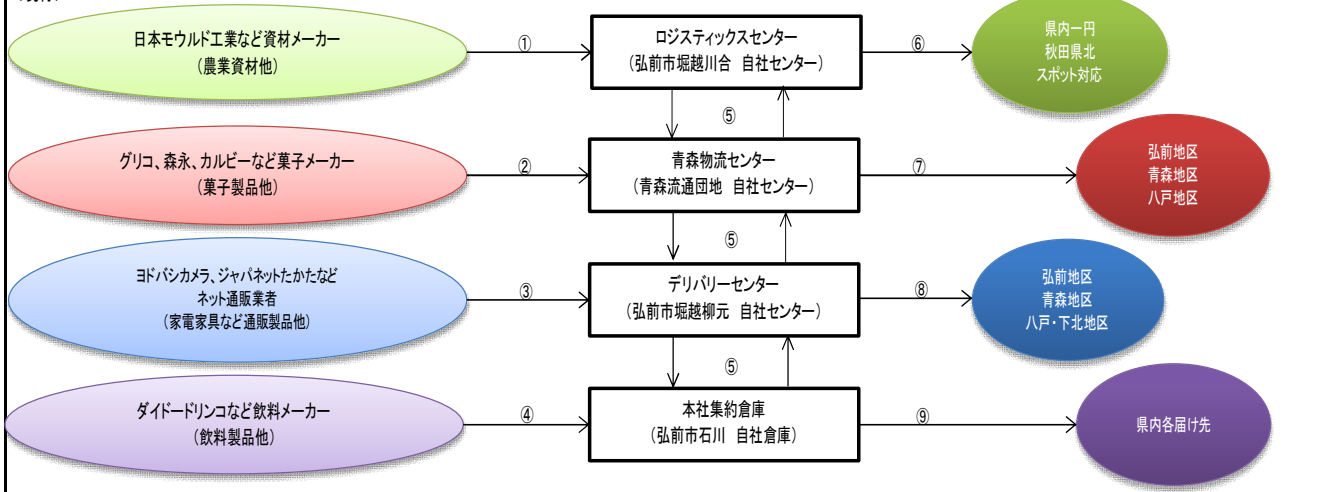 日本モウルド工業など資材メーカー
(農業資材他)
①
ロジスティックスセンター
(弘前市堀越川合 自社センター)
⑥
県内一円
秋田県北
スポット対応
⑤
グリコ、森永、カルビーなど菓子メーカー
(菓子製品他)
②
青森物流センター
(青森流通団地 自社センター)
⑦
弘前地区
青森地区
八戸地区
⑤
ヨドバシカメラ、ジャパネットたかたなど
ネット通販業者
(家電家具など通販製品他)
③
デリバリーセンター
(弘前市堀越柳元 自社センター)
⑧
弘前地区
青森地区
八戸・下北地区
⑤
ダイドードリンコなど飲料メーカー
(飲料製品他)
④
本社集約倉庫
(弘前市石川 自社倉庫)
⑨
県内各届け先